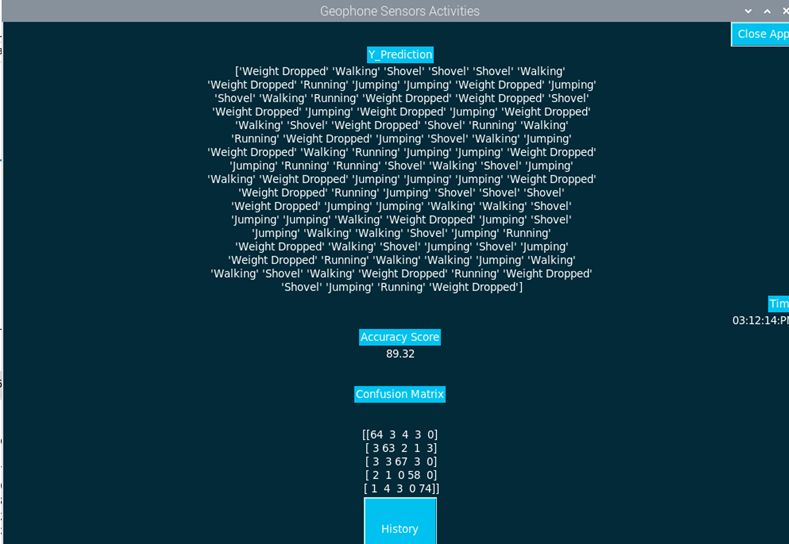 Geophone Sensors Activities
Close App
Y_Prediction
['Weight Dropped' 'Walking' 'Shovel' 'Shovel' 'Shovel' 'Walking'
'Weight Dropped' 'Running' 'Jumping' 'Jumping' 'Weight Dropped' 'Jumping'
'Shovel' 'Walking' 'Running' 'Weight Dropped' 'Weight Dropped' 'Shovel'
'Weight Dropped' 'Jumping' 'Weight Dropped' 'Jumping' 'Weight Dropped'
'Walking' 'Shovel' 'Weight Dropped' 'Shovel' 'Running' 'Walking'
'Running' 'Weight Dropped' 'Jumping' 'Shovel' 'Walking' 'Jumping'
'Weight Dropped' 'Walking' 'Running' 'Jumping' 'Jumping' 'Weight Dropped'
'Jumping' 'Running' 'Running' 'Shovel' 'Walking' 'Shovel' 'Jumping'
'Walking' 'Weight Dropped' 'Jumping' 'Jumping' 'Jumping' 'Weight Dropped'
'Weight Dropped' 'Running' 'Jumping' 'Shovel' 'Shovel' 'Shovel'
'Weight Dropped' 'Jumping' 'Jumping' 'Walking' 'Walking' 'Shovel'
'Jumping' 'Jumping' 'Walking' 'Weight Dropped' 'Jumping' 'Shovel'
'Jumping' 'Walking' 'Walking' 'Shovel' 'Jumping' 'Running'
'Weight Dropped' 'Walking' 'Shovel' 'Jumping' 'Shovel' 'Jumping'
'Weight Dropped' 'Running' 'Walking' 'Walking' 'Jumping' 'Walking'
'Walking' 'Shovel' 'Walking' 'Weight Dropped' 'Running' 'Weight Dropped'
'Shovel' 'Jumping' 'Running' 'Weight Dropped']
Tim
03:12:14:PM
Accuracy Score
89.32
Confusion Matrix
[[64 3 4 3 0]
[ 3 63 2 1 3]
[ 3 3 67 3 0]
[ 2 1 0 58 0]
[ 1 4 3 0 74]]
History